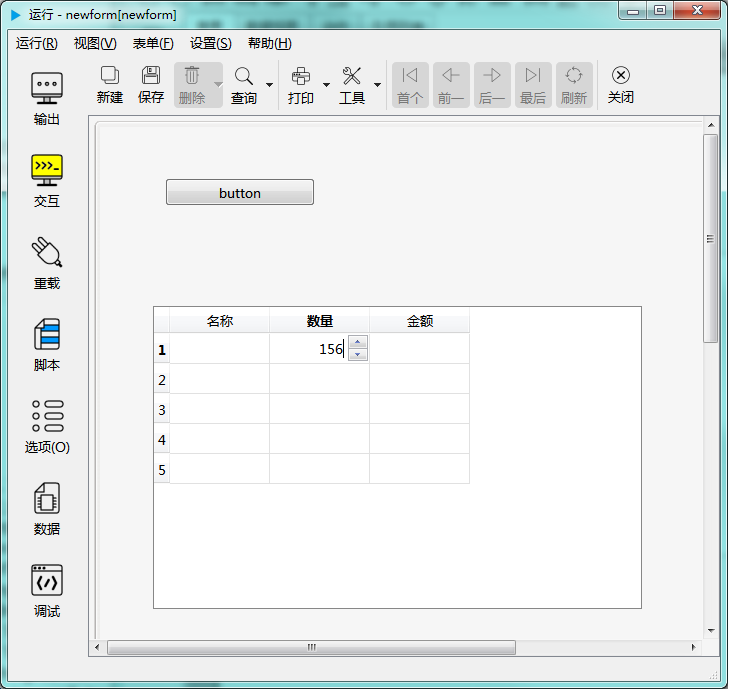 运行 - newform[newform]
运行(R) 视图(V) 表单(F) 设置(S) 帮助(H)
新建 保存 删除 查询 打印 工具 首个 前一 后一 最后 刷新 关闭
输出
交互
重载
脚本
选项(O)
数据
调试
button
名称 数量 金额
1 156
2
3
4
5